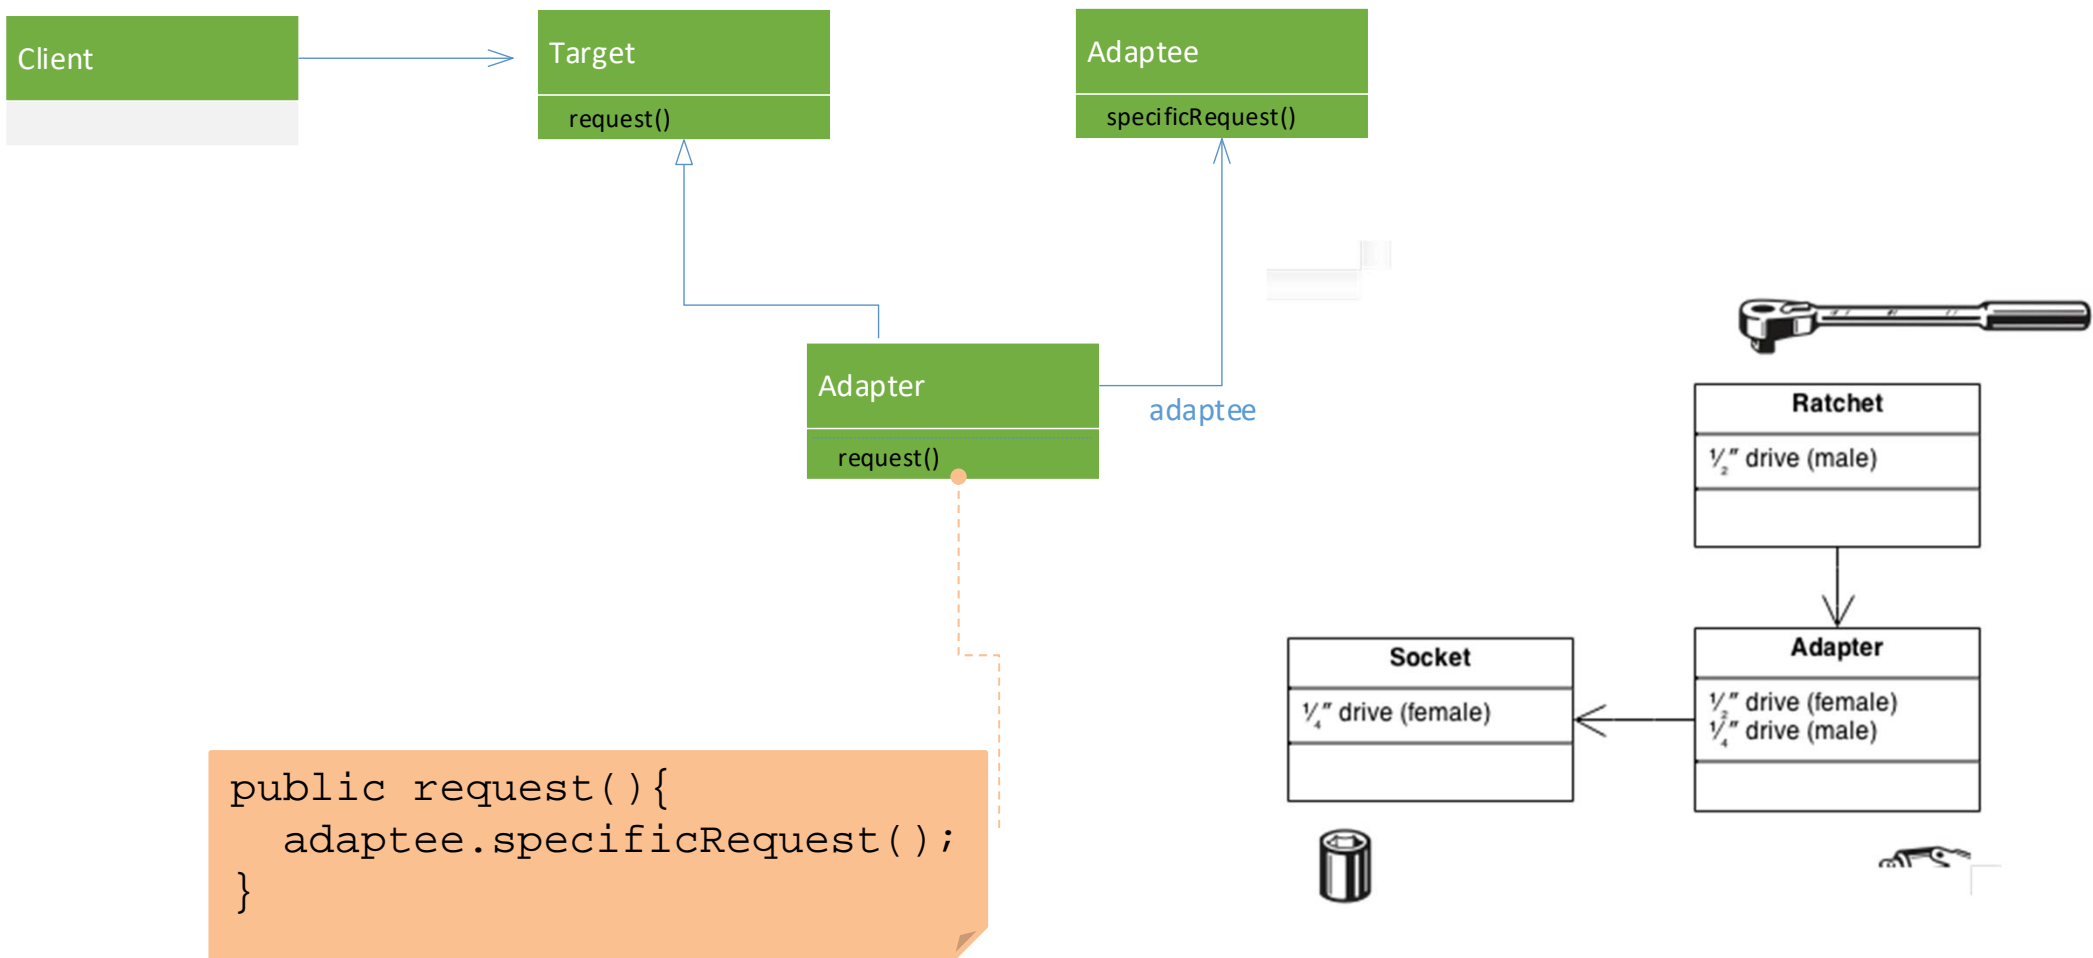 Client
Target
request()
Adaptee
specificRequest()
Adapter
request()
adaptee
public request(){
  adaptee.specificRequest();
}
Ratchet
1/2″ drive (male)
Adapter
1/2″ drive (female)
1/4″ drive (male)
Socket
1/4″ drive (female)